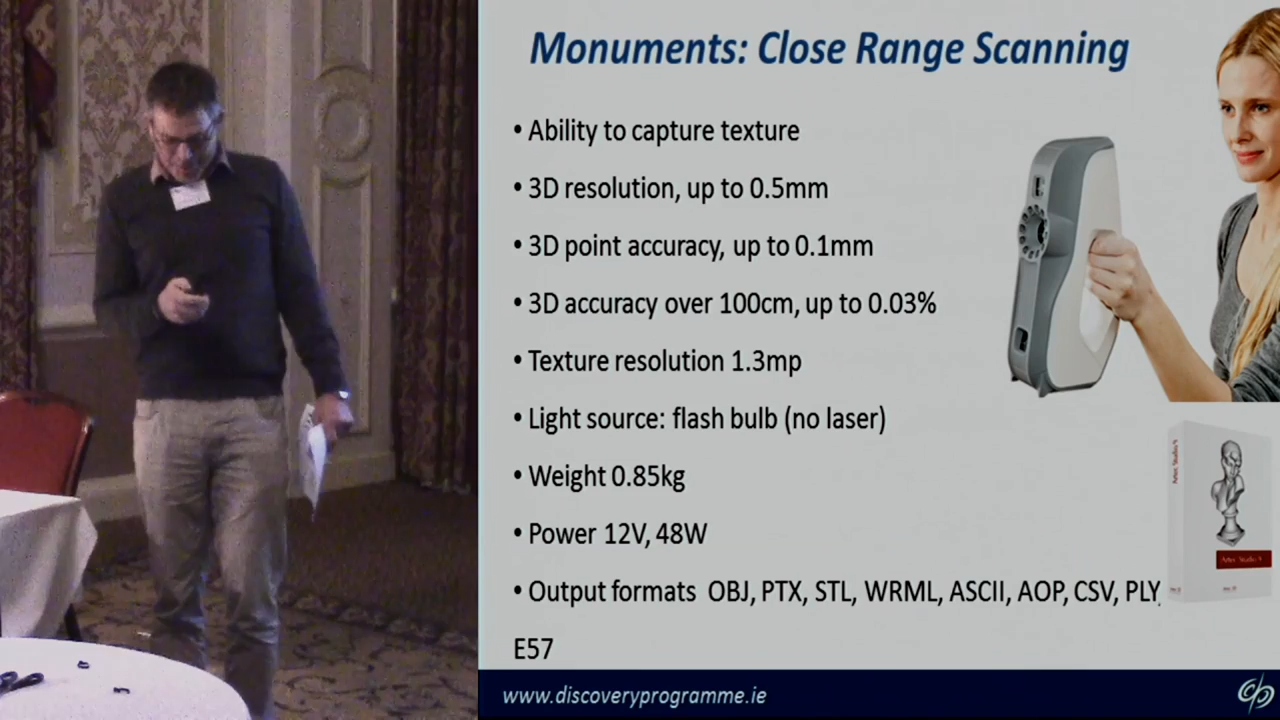 Monuments: Close Range Scanning
• Ability to capture texture
• 3D resolution, up to 0.5mm
• 3D point accuracy, up to 0.1mm
• 3D accuracy over 100cm, up to 0.03%
• Texture resolution 1.3mp
• Light source: flash bulb (no laser)
• Weight 0.85kg
• Power 12V, 48W
• Output formats OBJ, PTX, STL, WRML, ASCII, AOP, CSV, PLY,
E57
Artec Studio 9
www.discoveryprogramme.ie